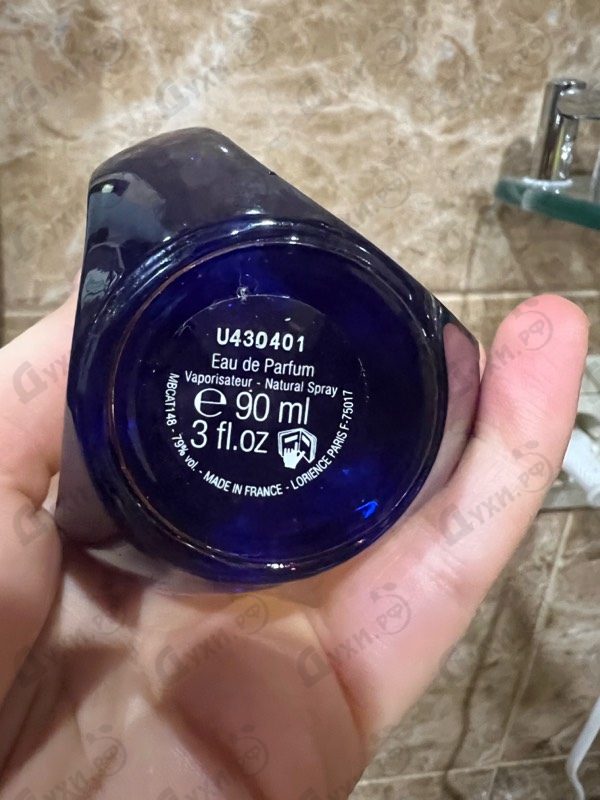 U430401
Eau de Parfum
Vaporisateur - Natural Spray
℮ 90 ml
3 fl.oz
MBCAT148 - 79% vol. - MADE IN FRANCE - LORIENCE PARIS F-75017
Духи.рф